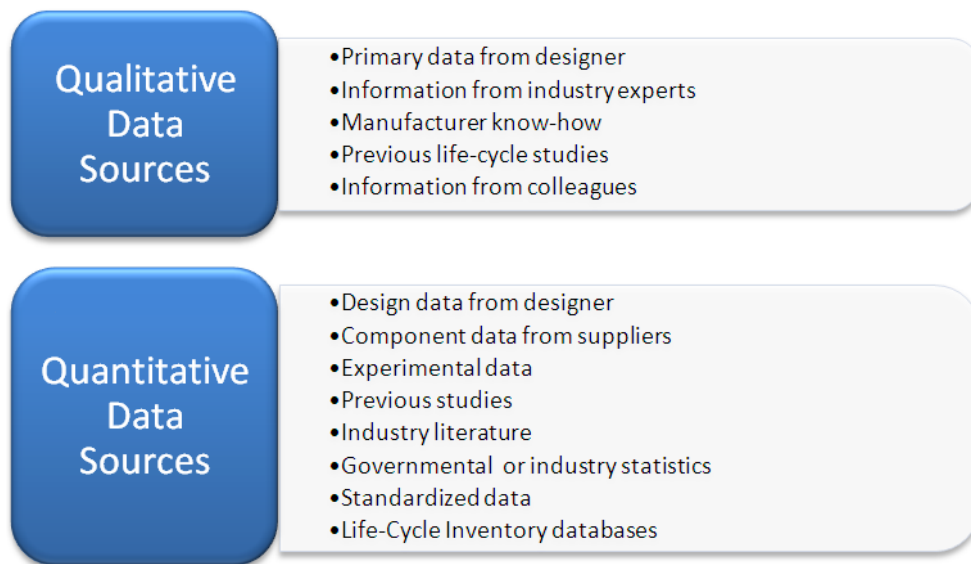 Qualitative
Data
Sources
•Primary data from designer
•Information from industry experts
•Manufacturer know-how
•Previous life-cycle studies
•Information from colleagues
Quantitative
Data
Sources
•Design data from designer
•Component data from suppliers
•Experimental data
•Previous studies
•Industry literature
•Governmental or industry statistics
•Standardized data
•Life-Cycle Inventory databases